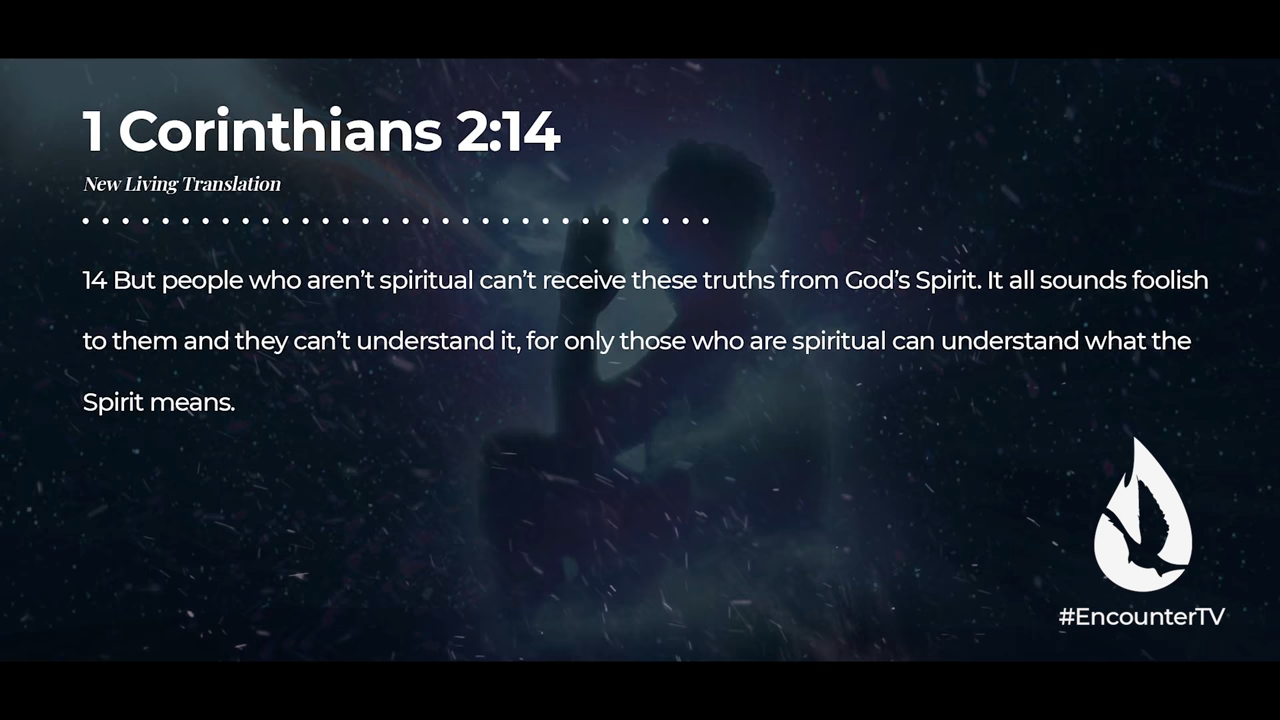 1 Corinthians 2:14
New Living Translation
14 But people who aren’t spiritual can’t receive these truths from God’s Spirit. It all sounds foolish
to them and they can’t understand it, for only those who are spiritual can understand what the
Spirit means.
#EncounterTV